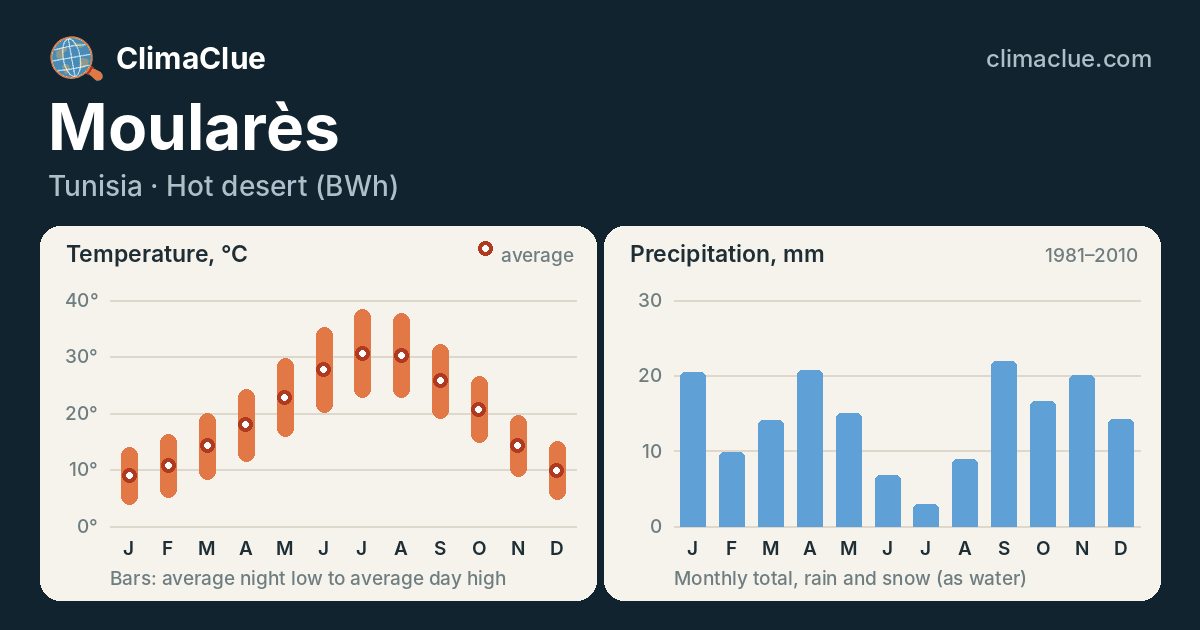 ClimaClue
climaclue.com
Moularès
Tunisia · Hot desert (BWh)
Temperature, °C
average
40°
30°
20°
10°
0°
J F M A M J J A S O N D
Bars: average night low to average day high
Precipitation, mm
1981–2010
30
20
10
0
J F M A M J J A S O N D
Monthly total, rain and snow (as water)